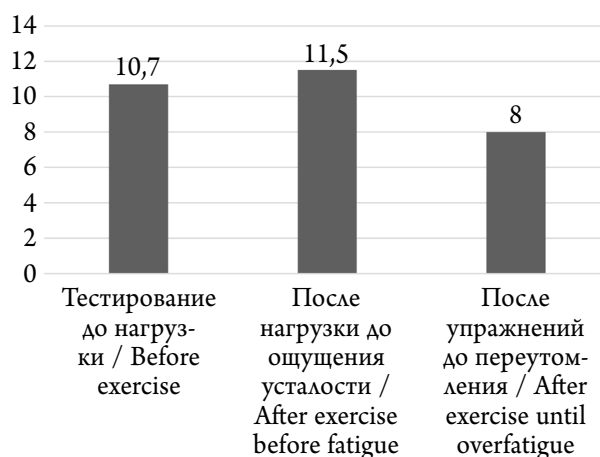 14
12
10
8
6
4
2
0
10,7
11,5
8
Тестирование
до нагруз-
ки / Before
exercise
После
нагрузки до
ощущения
усталости /
After exercise
before fatigue
После
упражнений
до переутом-
ления / After
exercise until
overfatigue